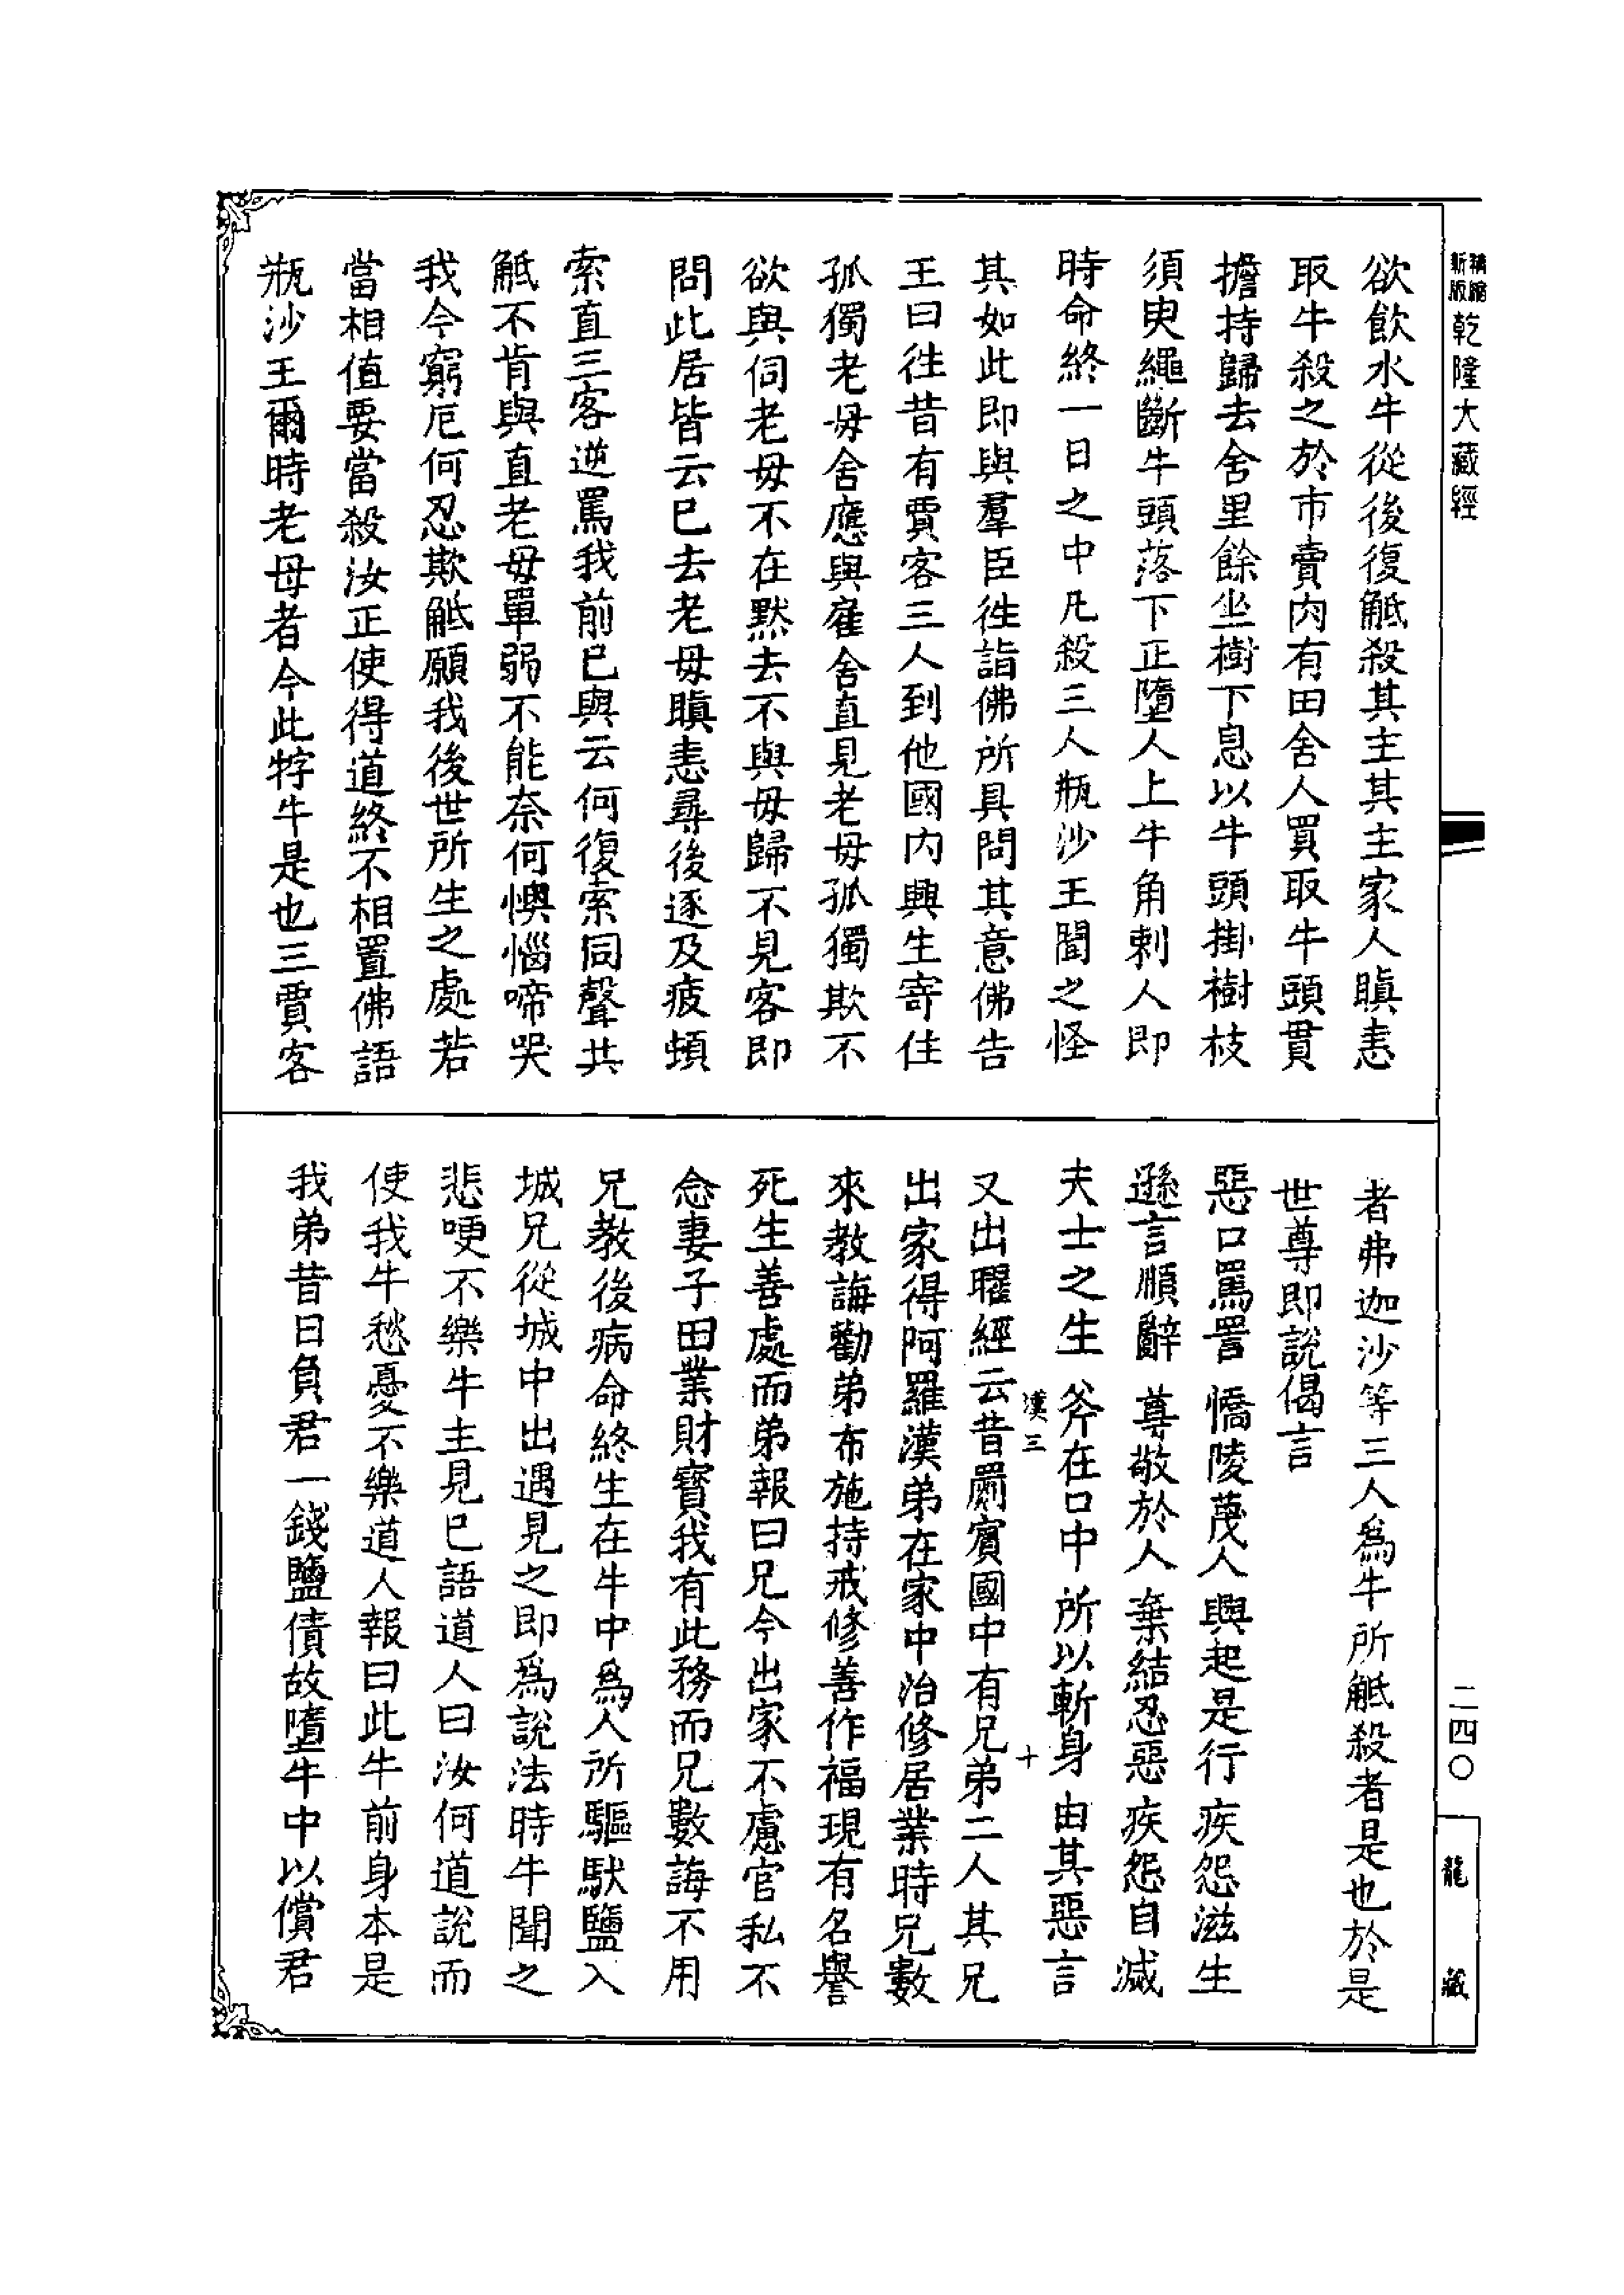 精縮
新版
乾隆大藏經
欲飲水牛從後復觝殺其主其主家人瞋恚
取牛殺之於市賣肉有田舍人買取牛頭貫
擔持歸去舍里餘坐樹下息以牛頭掛樹枝
須臾繩斷牛頭落下正墮人上牛角刺人即
時命終一日之中凡殺三人瓶沙王聞之怪
其如此即與羣臣徃詣佛所具問其意佛告
王曰徃昔有賈客三人到他國内興生寄住
孤獨老母舍應與雇舍直見老母孤獨欺不
欲與伺老母不在默去不與母歸不見客即
問此居皆云已去老母瞋恚尋後逐及疲頓
索直三客逆罵我前已與云何復索同聲共
觝不肯與直老母單弱不能奈何懊惱啼哭
我今窮厄何忍欺觝願我後世所生之處若
當相值要當殺汝正使得道終不相置佛語
瓶沙王爾時老母者今此牸牛是也三賈客
者弗迦沙等三人爲牛所觝殺者是也於是
世尊即說偈言
惡口罵詈 憍陵蔑人 興起是行 疾怨滋生
遜言順辭 尊敬於人 棄結忍惡 疾怨自滅
夫士之生 斧在口中 所以斬身 由其惡言
漢三 十
又出曜經云昔罽賓國中有兄弟二人其兄
出家得阿羅漢弟在家中治修居業時兄數
來教誨勸弟布施持戒修善作福現有名譽
死生善處而弟報曰兄今出家不慮官私不
念妻子田業財寶我有此務而兄數誨不用
兄教後病命終生在牛中爲人所驅馱鹽入
城兄從城中出遇見之即爲說法時牛聞之
悲哽不樂牛主見已語道人曰汝何道說而
使我牛愁憂不樂道人報曰此牛前身本是
我弟昔日負君一錢鹽債故墮牛中以償君
二四〇
龍藏